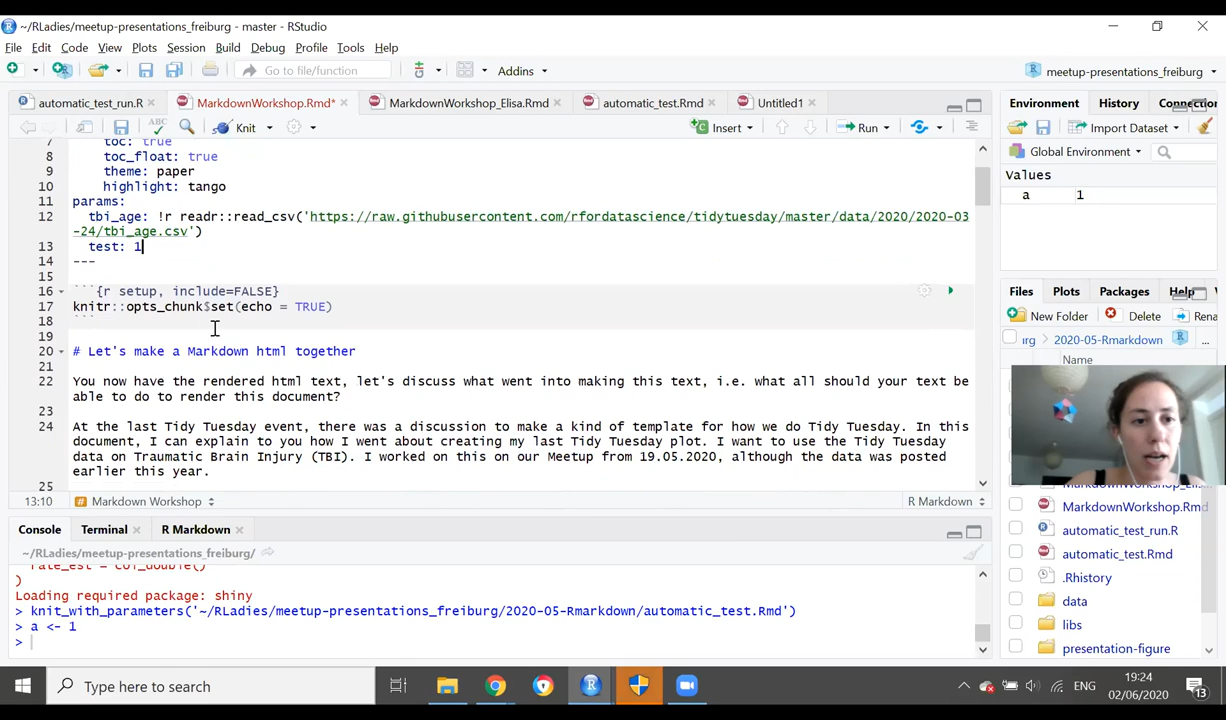 ~/RLadies/meetup-presentations_freiburg - master - RStudio
File Edit Code View Plots Session Build Debug Profile Tools Help
Go to file/function Addins meetup-presentations_freiburg
automatic_test_run.R MarkdownWorkshop.Rmd* MarkdownWorkshop_Elisa.Rmd automatic_test.Rmd Untitled1
ABC Knit Insert Run
7 toc: true
8 toc_float: true
9 theme: paper
10 highlight: tango
11 params:
12 tbi_age: !r readr::read_csv('https://raw.githubusercontent.com/rfordatascience/tidytuesday/master/data/2020/2020-03
-24/tbi_age.csv')
13 test: 1
14 ---
15
16 ```{r setup, include=FALSE}
17 knitr::opts_chunk$set(echo = TRUE)
18 ```
19
20 # Let's make a Markdown html together
21
22 You now have the rendered html text, let's discuss what went into making this text, i.e. what all should your text be
able to do to render this document?
23
24 At the last Tidy Tuesday event, there was a discussion to make a kind of template for how we do Tidy Tuesday. In this
document, I can explain to you how I went about creating my last Tidy Tuesday plot. I want to use the Tidy Tuesday
data on Traumatic Brain Injury (TBI). I worked on this on our Meetup from 19.05.2020, although the data was posted
earlier this year.
25
13:10 Markdown Workshop R Markdown
Console Terminal R Markdown
~/RLadies/meetup-presentations_freiburg/
rate_est = col_double()
)
Loading required package: shiny
> knit_with_parameters('~/RLadies/meetup-presentations_freiburg/2020-05-Rmarkdown/automatic_test.Rmd')
> a <- 1
>
Environment History Connectio
Import Dataset
Global Environment
Values
a 1
Files Plots Packages Help
New Folder Delete Rena
urg 2020-05-Rmarkdown ...
Name
MarkdownWorkshop.Rmd
automatic_test_run.R
automatic_test.Rmd
.Rhistory
data
libs
presentation-figure
Type here to search
ENG 19:24
02/06/2020
13